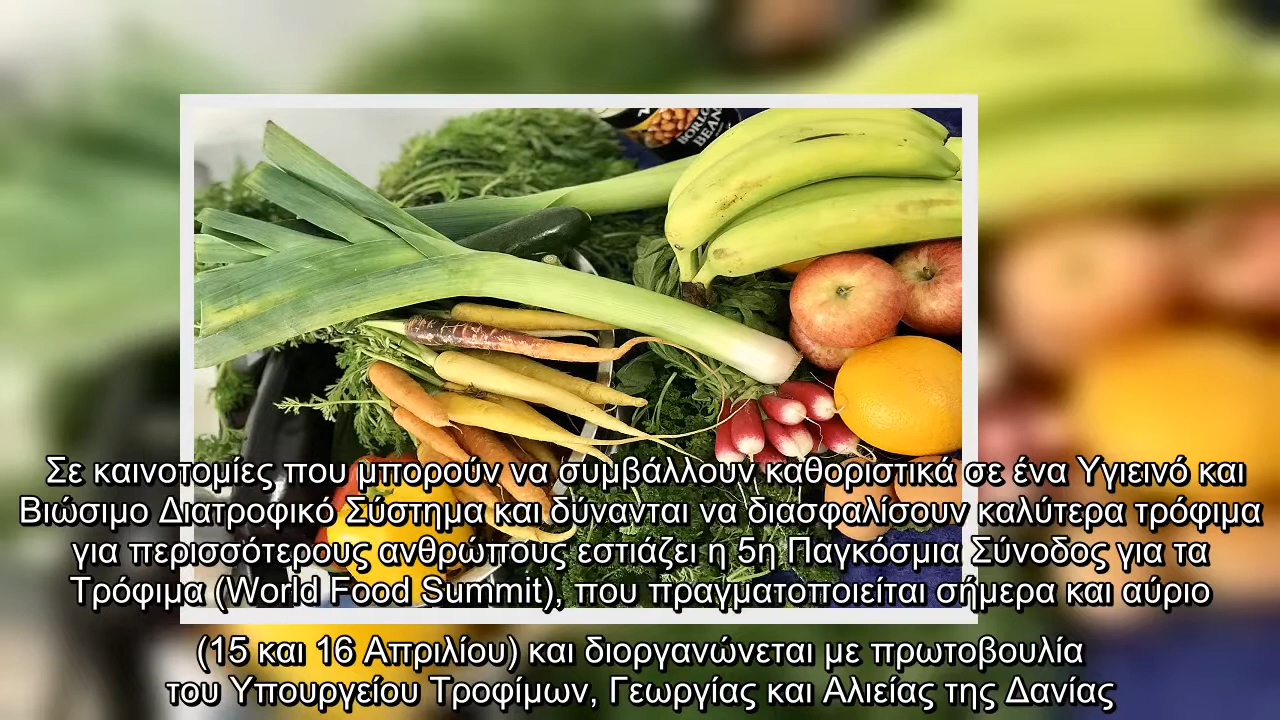 WORLD
BEAN
Σε καινοτομίες που μπορούν να συμβάλλουν καθοριστικά σε ένα Υγιεινό και
Βιώσιμο Διατροφικό Σύστημα και δύνανται να διασφαλίσουν καλύτερα τρόφιμα
για περισσότερους ανθρώπους εστιάζει η 5η Παγκόσμια Σύνοδος για τα
Τρόφιμα (World Food Summit), που πραγματοποιείται σήμερα και αύριο
(15 και 16 Απριλίου) και διοργανώνεται με πρωτοβουλία
του Υπουργείου Τροφίμων, Γεωργίας και Αλιείας της Δανίας